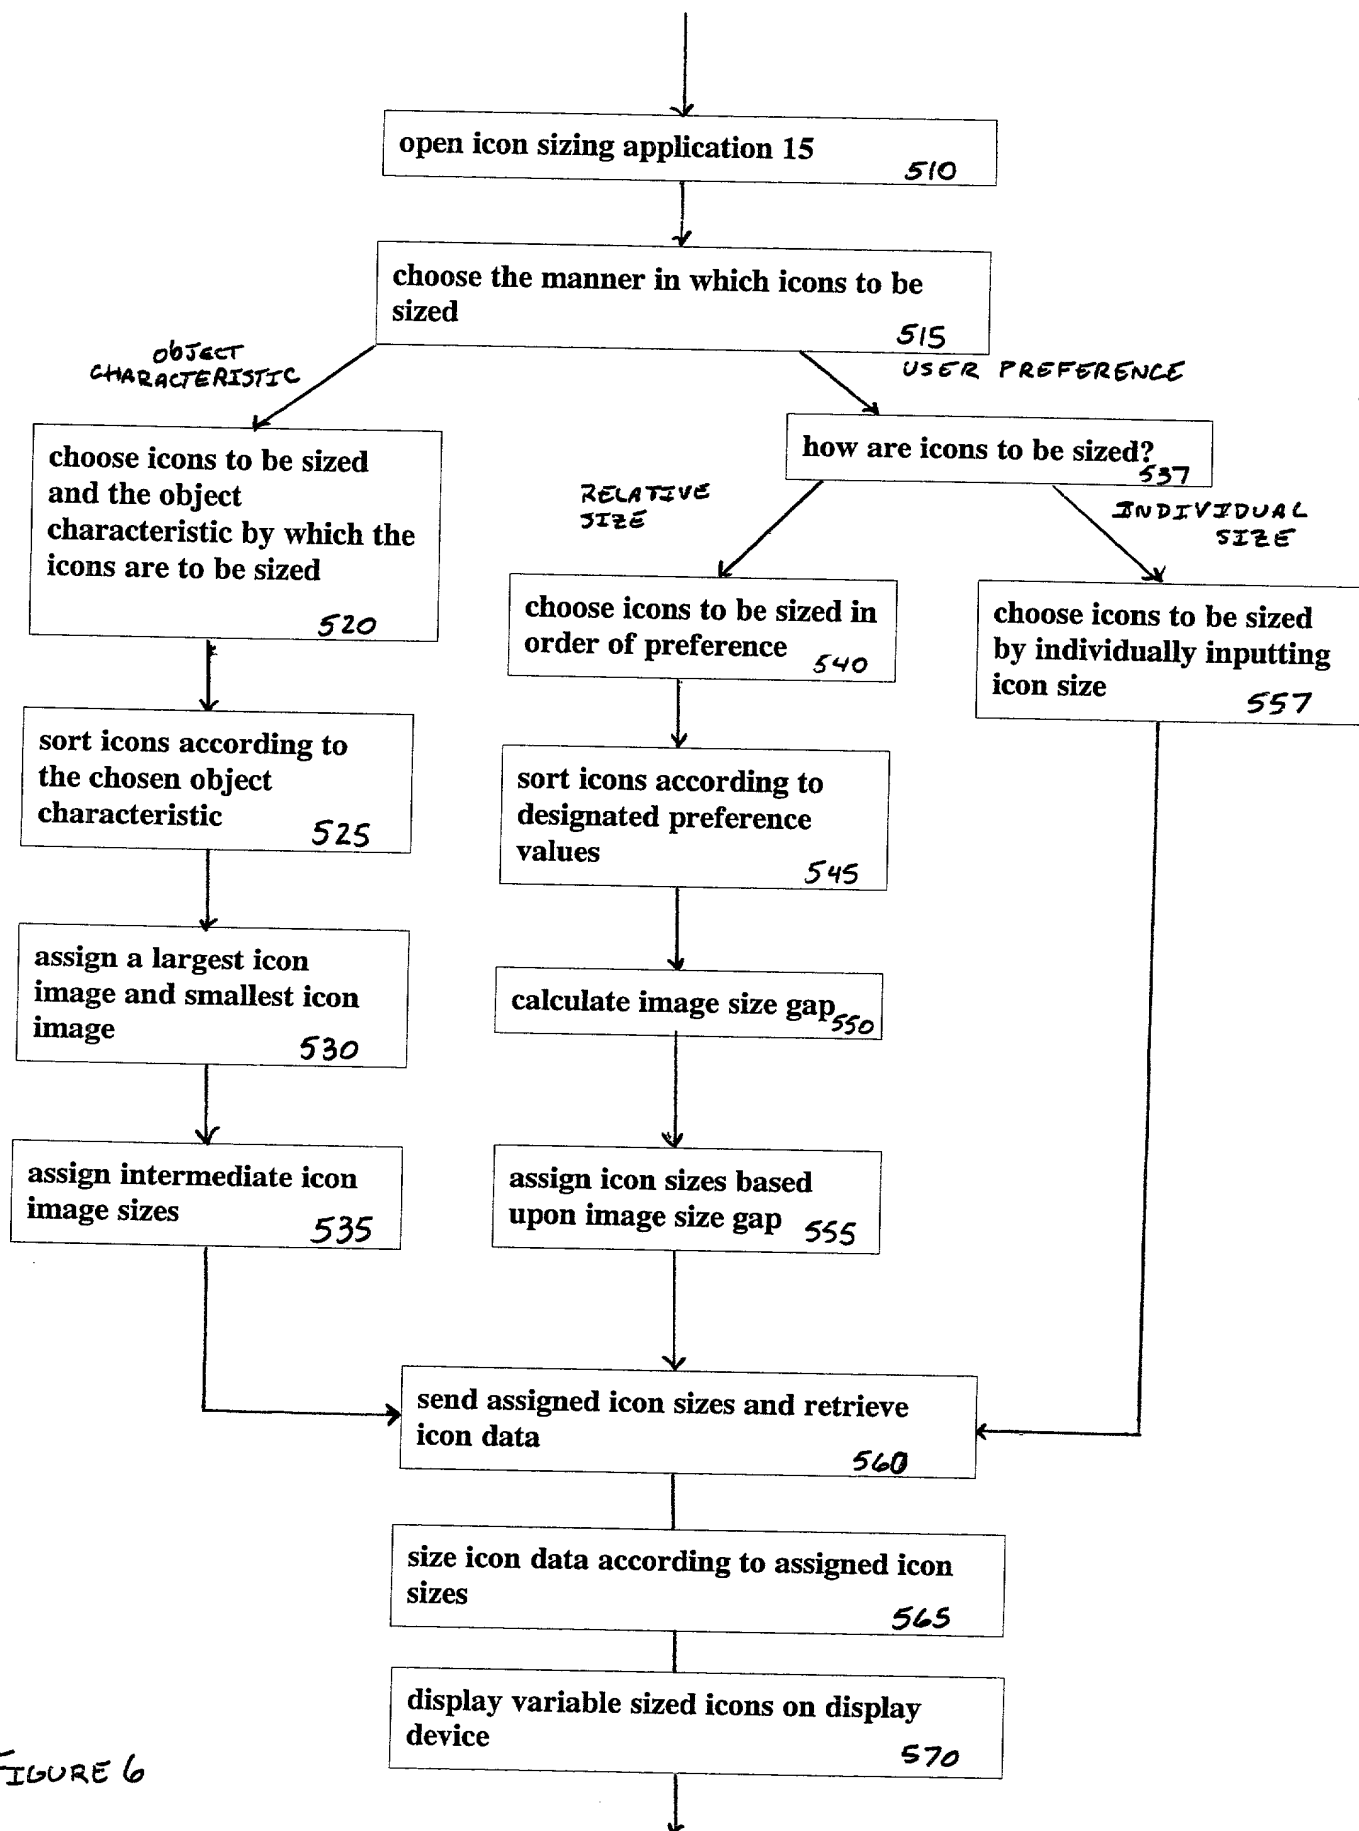 open icon sizing application 15
510
choose the manner in which icons to be
sized
515
OBJECT
CHARACTERISTIC
USER PREFERENCE
choose icons to be sized
and the object
characteristic by which the
icons are to be sized
520
how are icons to be sized?
537
RELATIVE
SIZE
INDIVIDUAL
SIZE
choose icons to be sized in
order of preference 540
choose icons to be sized
by individually inputting
icon size
557
sort icons according to
the chosen object
characteristic
525
sort icons according to
designated preference
values
545
assign a largest icon
image and smallest icon
image
530
calculate image size gap 550
assign intermediate icon
image sizes
535
assign icon sizes based
upon image size gap 555
send assigned icon sizes and retrieve
icon data
560
size icon data according to assigned icon
sizes
565
display variable sized icons on display
device
570
FIGURE 6